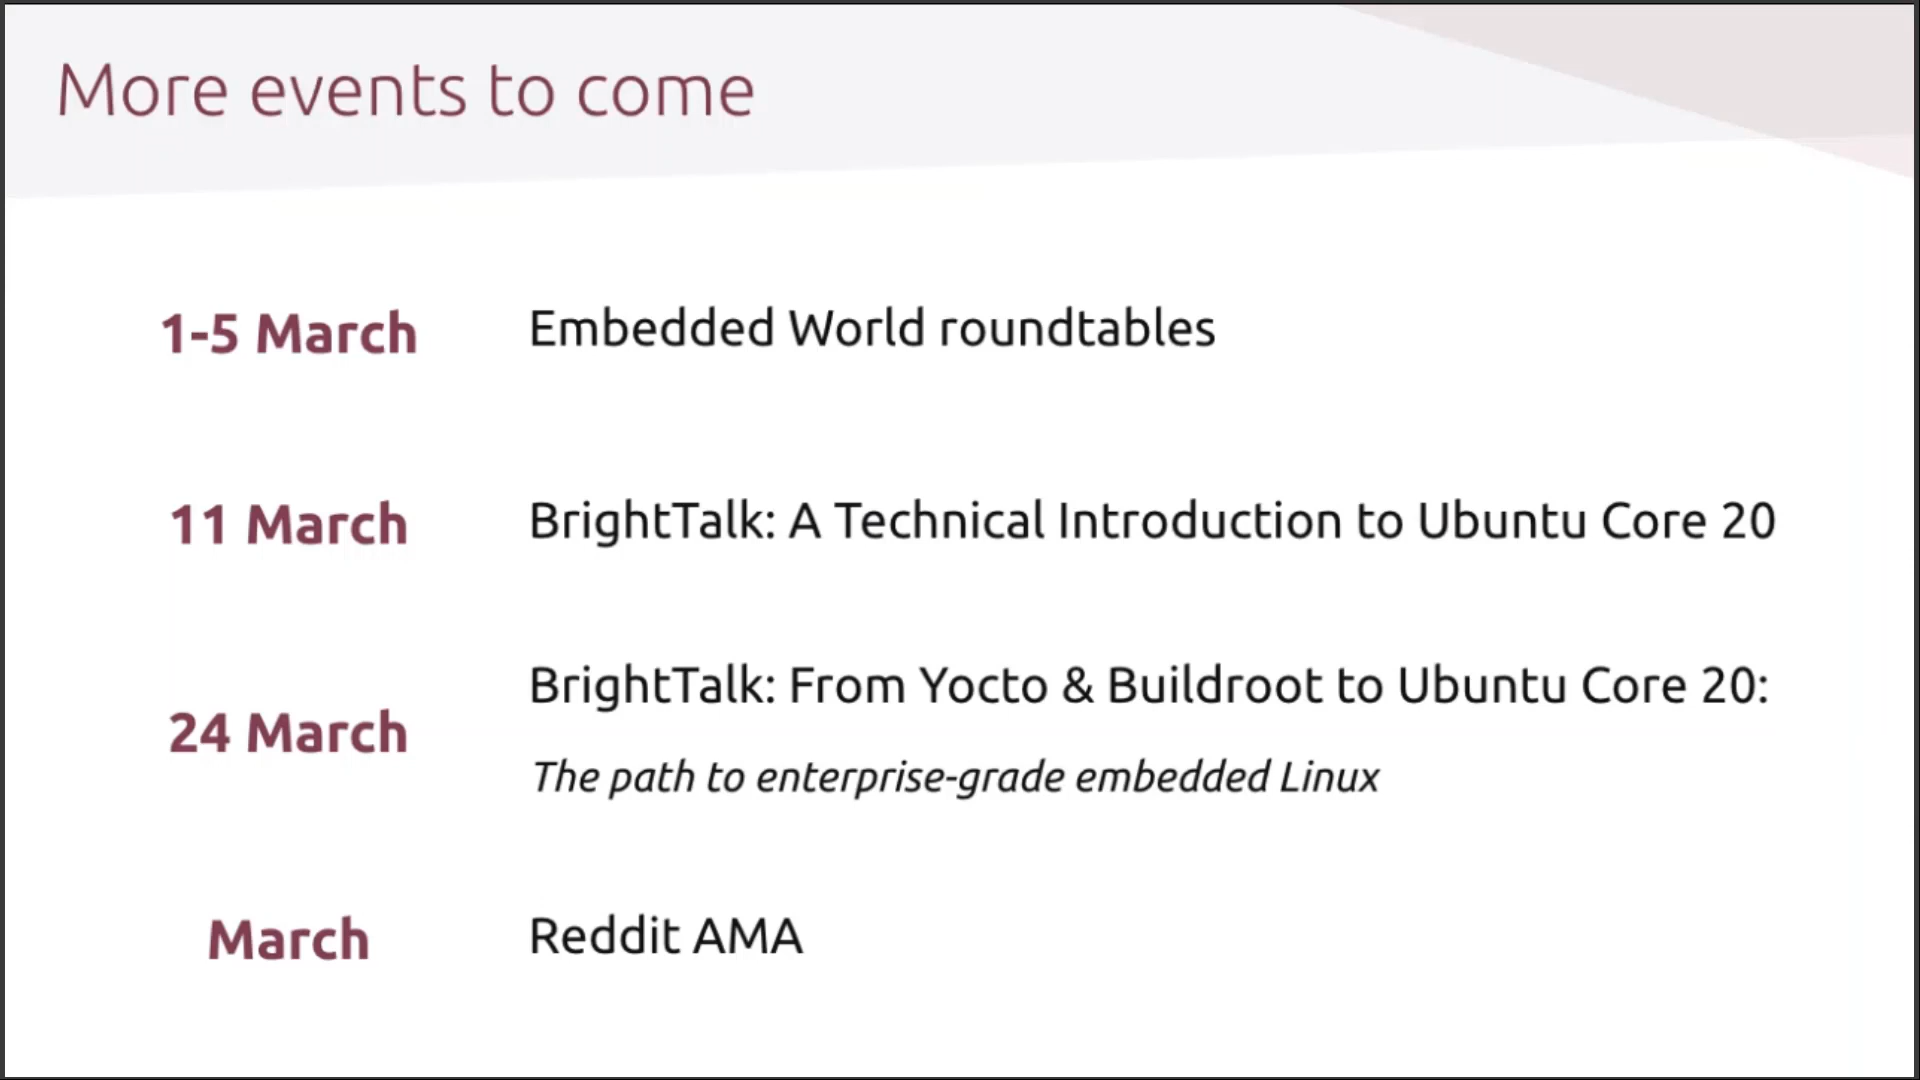 More events to come
1-5 March
Embedded World roundtables
11 March
BrightTalk: A Technical Introduction to Ubuntu Core 20
24 March
BrightTalk: From Yocto & Buildroot to Ubuntu Core 20:
The path to enterprise-grade embedded Linux
March
Reddit AMA